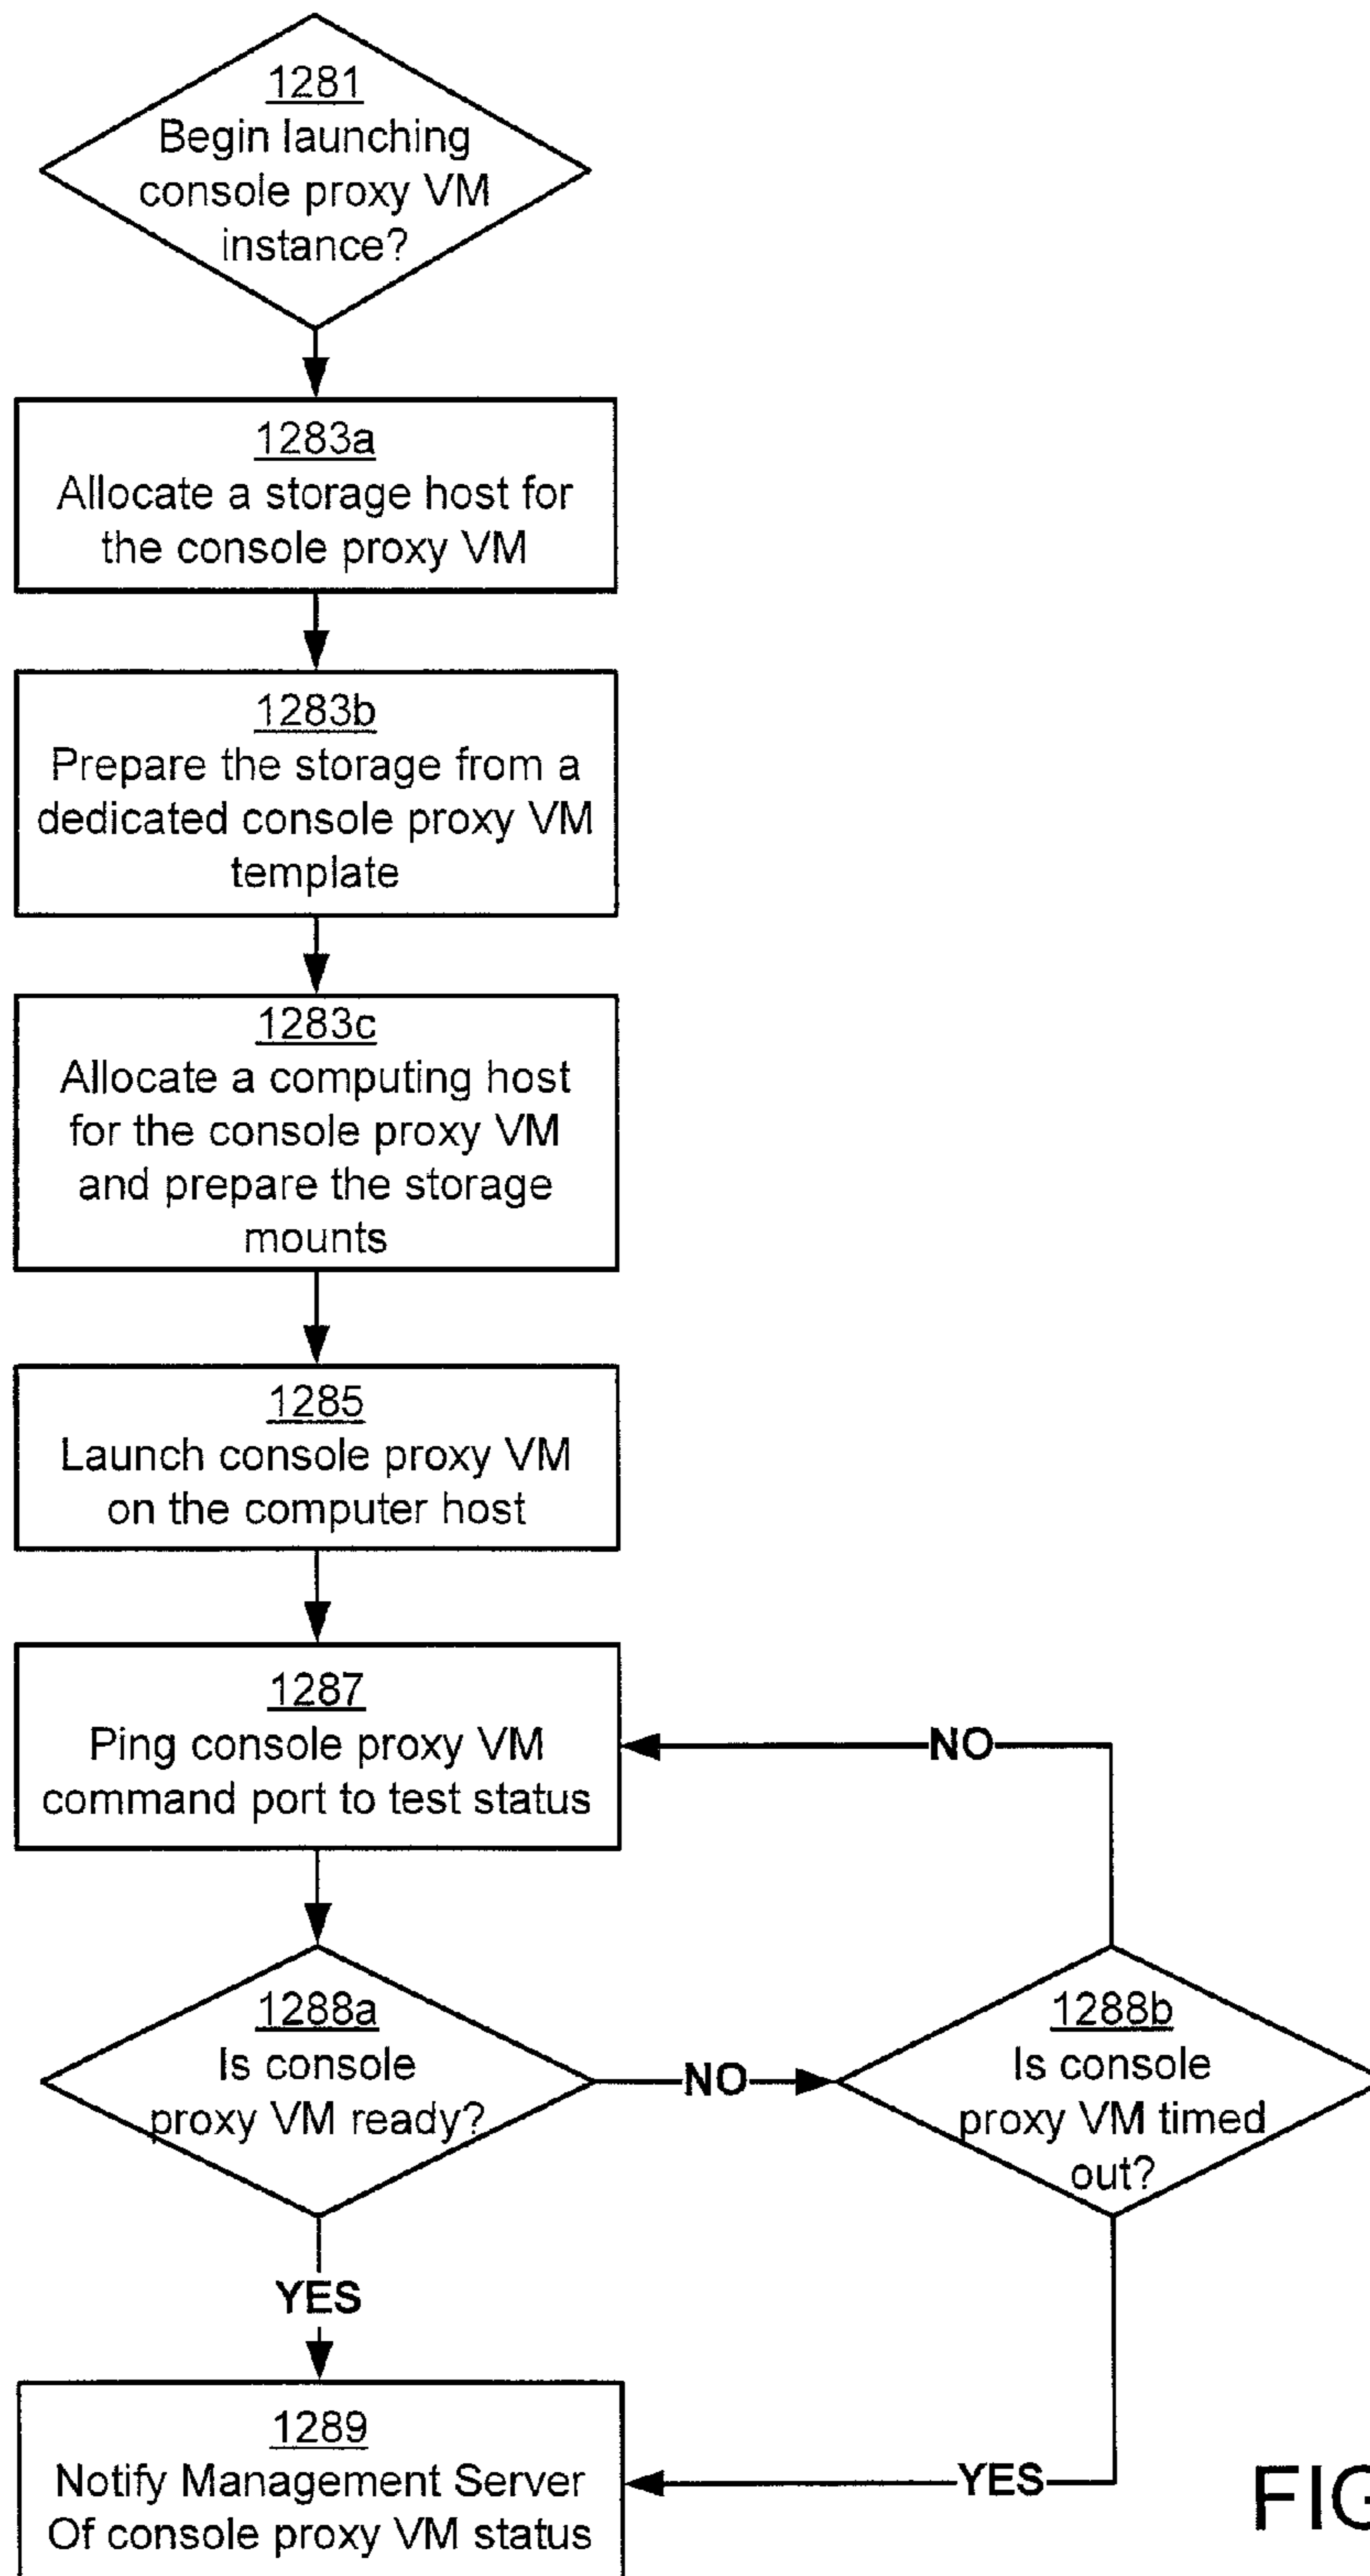 1281
Begin launching
console proxy VM
instance?
1283a
Allocate a storage host for
the console proxy VM
1283b
Prepare the storage from a
dedicated console proxy VM
template
1283c
Allocate a computing host
for the console proxy VM
and prepare the storage
mounts
1285
Launch console proxy VM
on the computer host
1287
Ping console proxy VM
command port to test status
NO
1288a
Is console
proxy VM ready?
NO
1288b
Is console
proxy VM timed
out?
YES
1289
Notify Management Server
Of console proxy VM status
YES
FIG